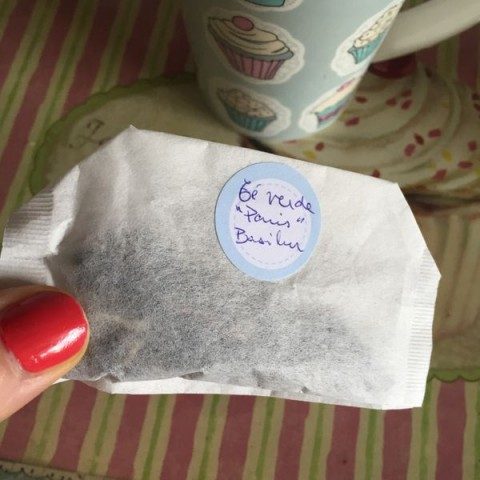 Té verde
"Paris"
Basilur